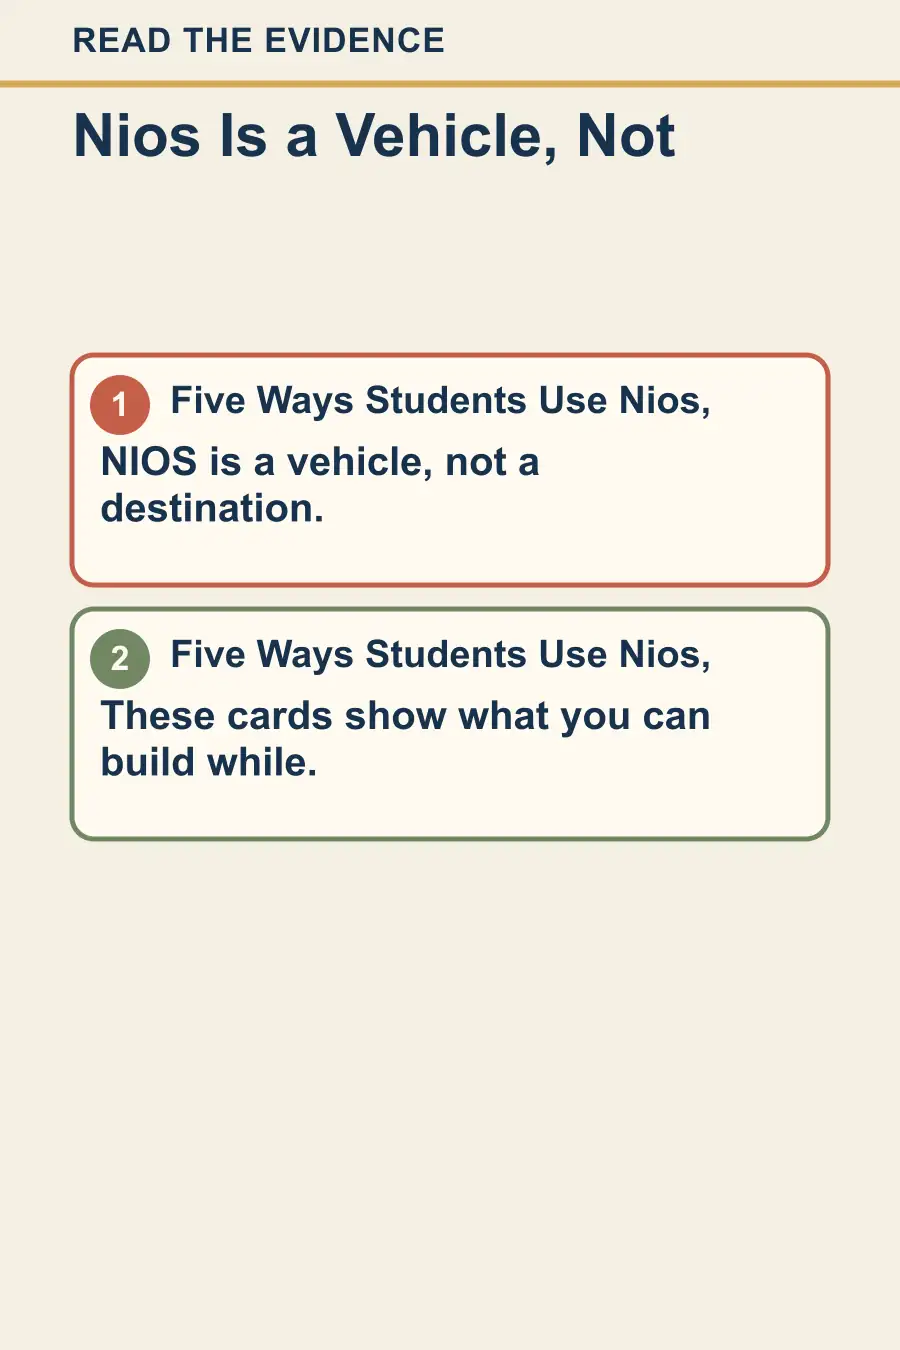 READ THE EVIDENCE
Nios Is a Vehicle, Not
1 Five Ways Students Use Nios,
NIOS is a vehicle, not a
destination.
2 Five Ways Students Use Nios,
These cards show what you can
build while.